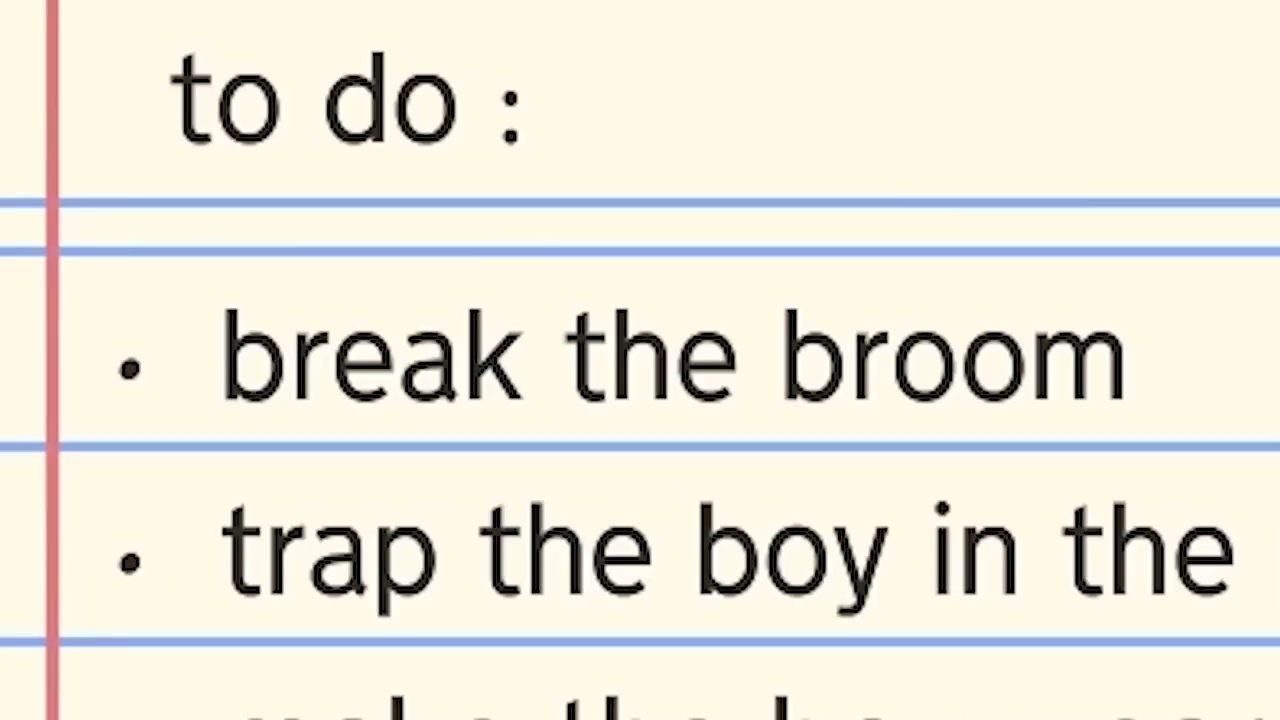 to do :
• break the broom
• trap the boy in the